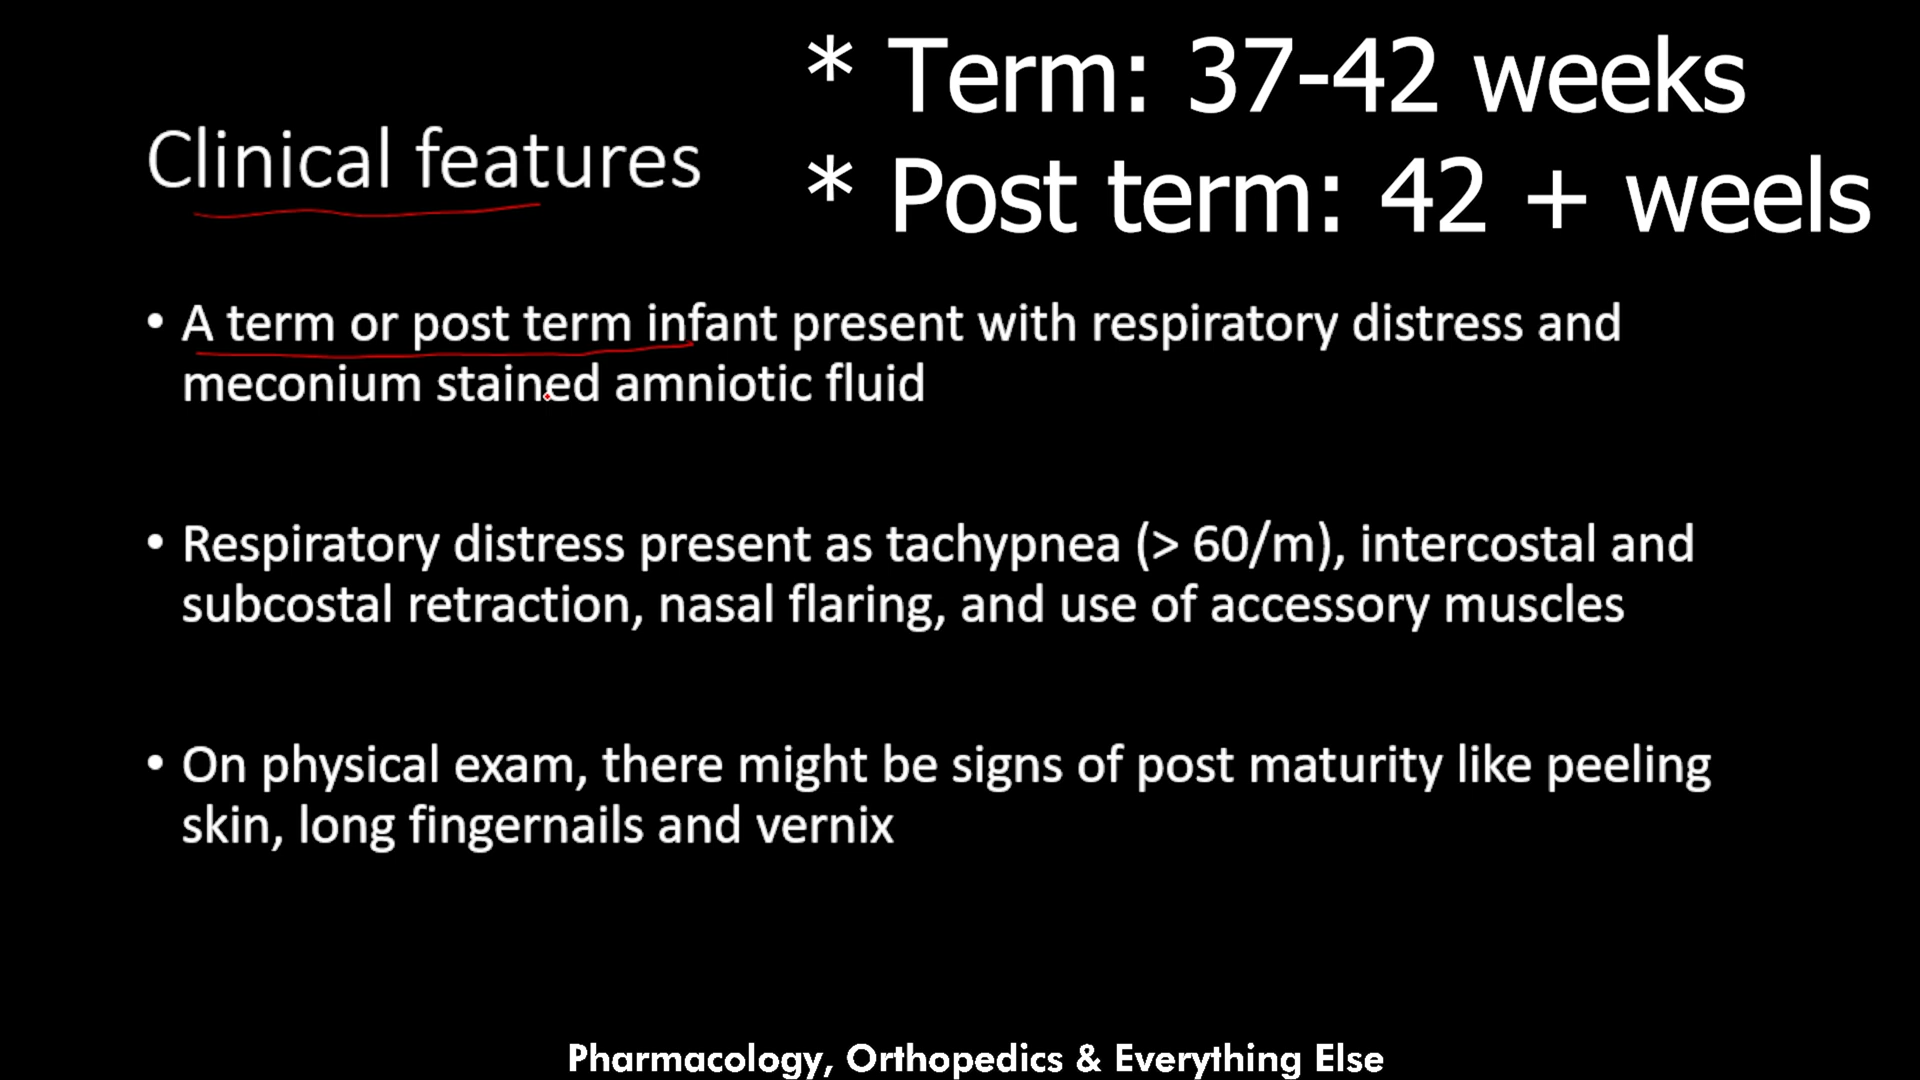 * Term: 37-42 weeks
* Post term: 42 + weels
Clinical features
• A term or post term infant present with respiratory distress and
meconium stained amniotic fluid
• Respiratory distress present as tachypnea (> 60/m), intercostal and
subcostal retraction, nasal flaring, and use of accessory muscles
• On physical exam, there might be signs of post maturity like peeling
skin, long fingernails and vernix
Pharmacology, Orthopedics & Everything Else